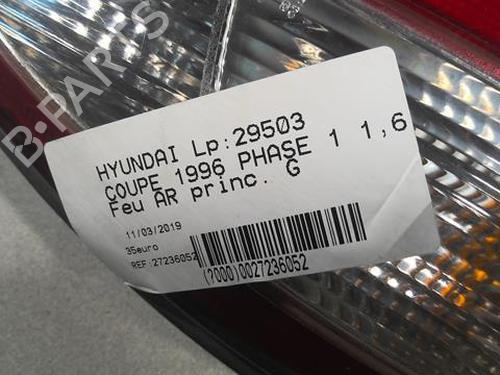 B-PARTS
HYUNDAI Lp:29503
COUPE 1996 PHASE 1 1,6
Feu AR princ. G
11/03/2019
35euro
REF:27236052
(7000)0027236052